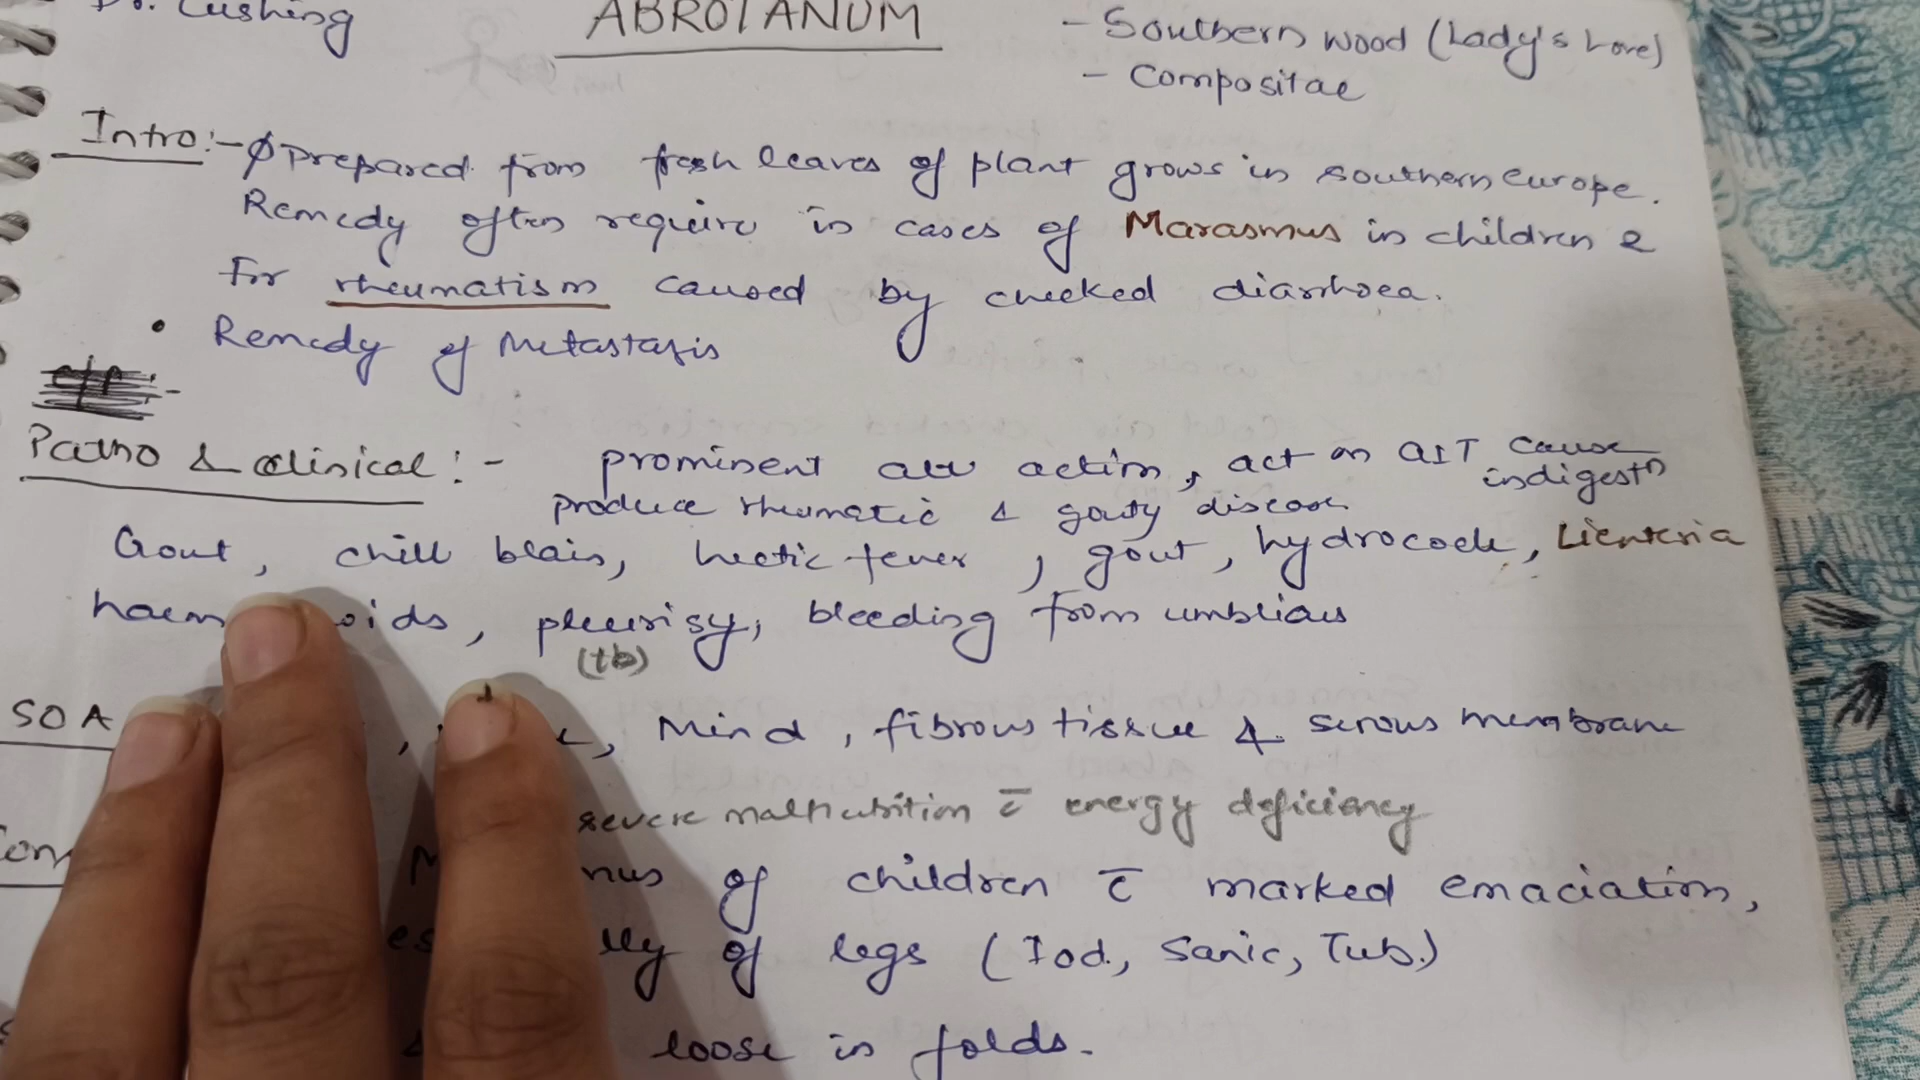 Dr. Cushing
ABROTANUM
- Southern wood (Lady's Love)
- Compositae
Intro:- ϕ prepared from fresh leaves of plant grows in southern europe.
Remedy often require in cases of Marasmus in children &
for rheumatism caused by checked diarrhoea.
• Remedy of Metastasis
Patho & clinical :- prominent action, act on GIT cause
indigestn
produce rheumatic & gouty disease
Gout, chill blain, hectic fever, gout, hydrocoele, Lienteria
haem oids, pleurisy, bleeding from umblicus
(tb)
SOA , Mind, fibrous tissue & serous membrane
severe malnutrition c̄ energy deficiency
M nus of children c̄ marked emaciation,
es lly of legs (Iod., Sanic, Tub.)
loose in folds.